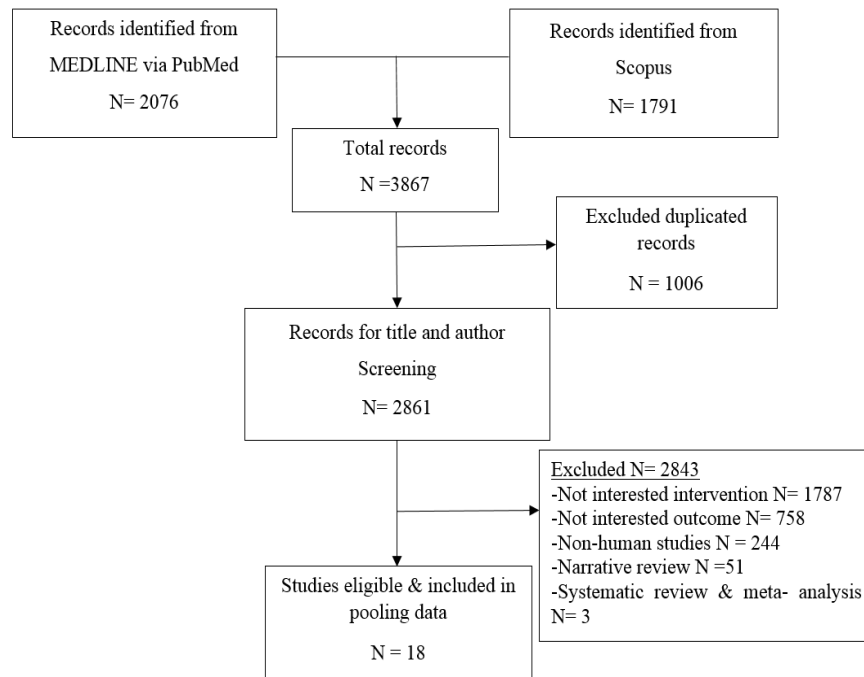 Records identified from
MEDLINE via PubMed
N= 2076
Records identified from
Scopus
N= 1791
Total records
N =3867
Excluded duplicated
records
N = 1006
Records for title and author
Screening
N= 2861
Excluded N= 2843
-Not interested intervention N= 1787
-Not interested outcome N= 758
-Non-human studies N = 244
-Narrative review N =51
-Systematic review & meta- analysis
N= 3
Studies eligible & included in
pooling data
N = 18